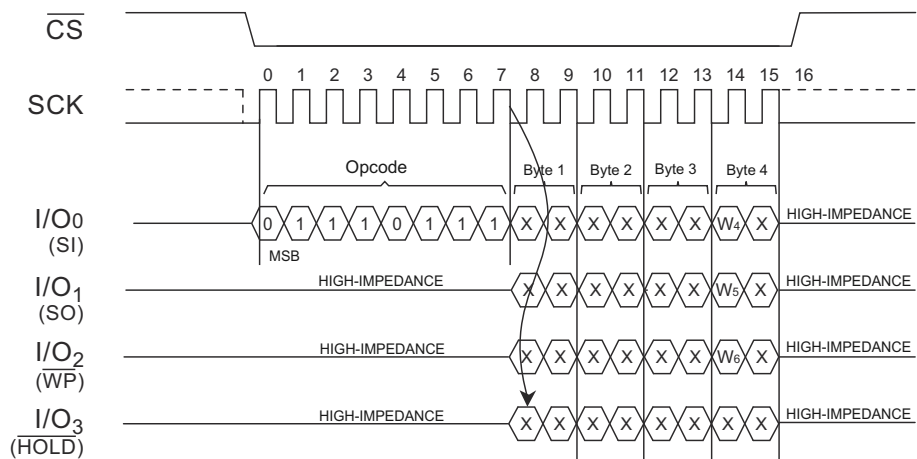 CS
0 1 2 3 4 5 6 7 8 9 10 11 12 13 14 15 16
SCK
Opcode Byte 1 Byte 2 Byte 3 Byte 4
I/O0 0 1 1 1 0 1 1 1 X X X X X X W4 X HIGH-IMPEDANCE
(SI)
MSB
I/O1 HIGH-IMPEDANCE X X X X X X W5 X HIGH-IMPEDANCE
(SO)
I/O2 HIGH-IMPEDANCE X X X X X X W6 X HIGH-IMPEDANCE
(WP)
I/O3 HIGH-IMPEDANCE X X X X X X X X HIGH-IMPEDANCE
(HOLD)